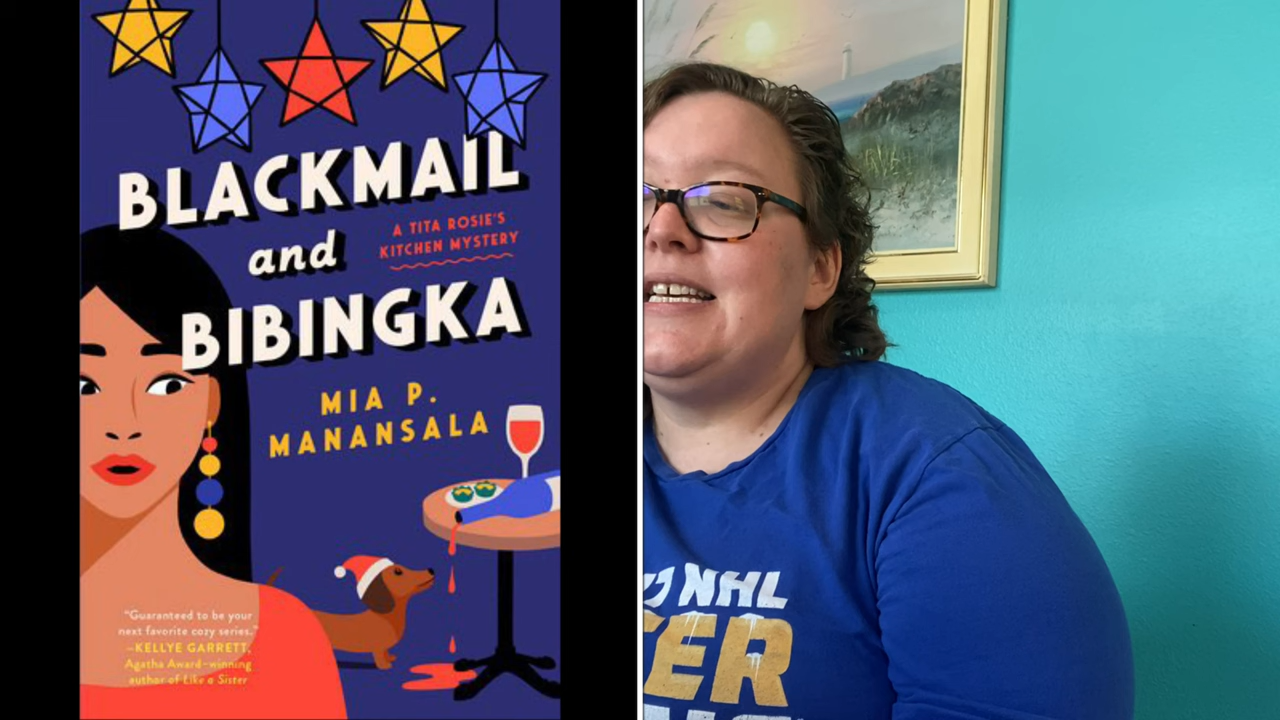 BLACKMAIL
and
A TITA ROSIE'S
KITCHEN MYSTERY
BIBINGKA
MIA P.
MANANSALA
"Guaranteed to be your
next favorite cozy series."
—KELLYE GARRETT,
Agatha Award–winning
author of Like a Sister
NHL